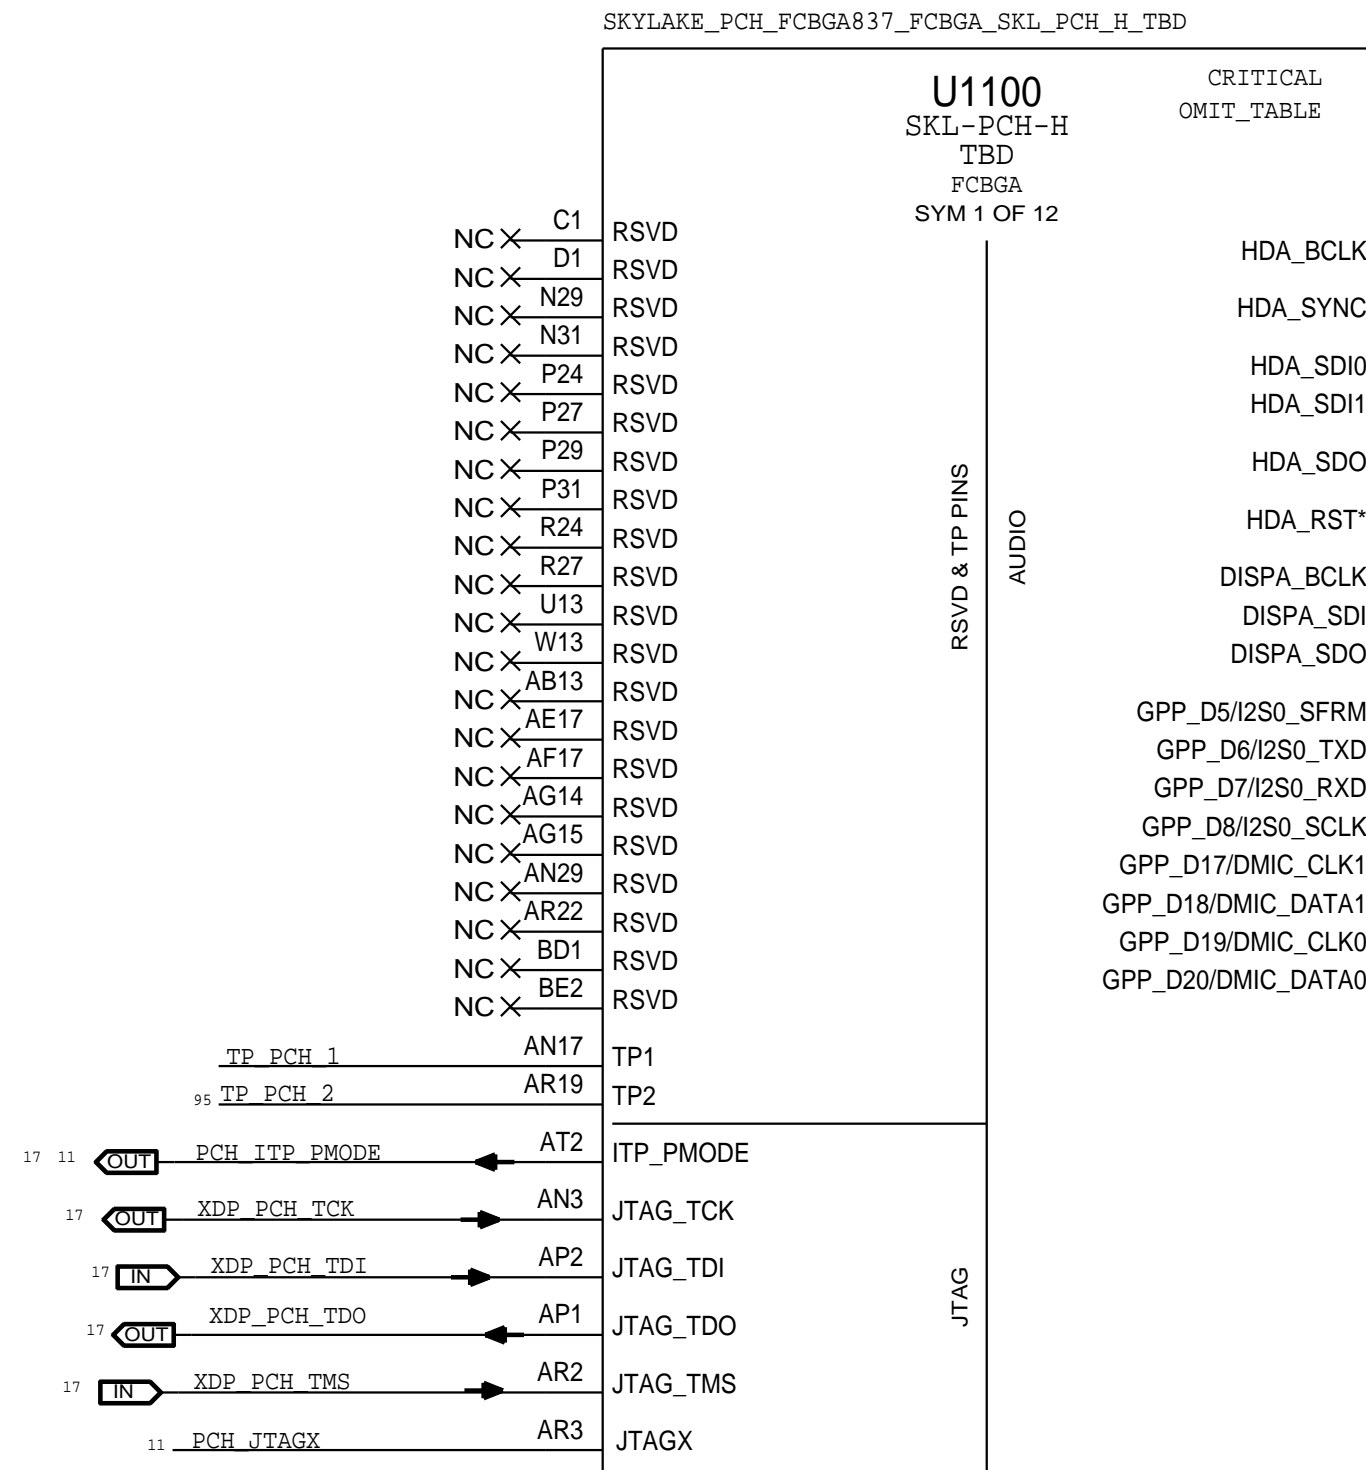 SKYLAKE_PCH_FCBGA837_FCBGA_SKL_PCH_H_TBD
U1100
SKL-PCH-H
TBD
FCBGA
SYM 1 OF 12
CRITICAL
OMIT_TABLE
NC C1 RSVD
NC D1 RSVD
NC N29 RSVD
NC N31 RSVD
NC P24 RSVD
NC P27 RSVD
NC P29 RSVD
NC P31 RSVD
NC R24 RSVD
NC R27 RSVD
NC U13 RSVD
NC W13 RSVD
NC AB13 RSVD
NC AE17 RSVD
NC AF17 RSVD
NC AG14 RSVD
NC AG15 RSVD
NC AN29 RSVD
NC AR22 RSVD
NC BD1 RSVD
NC BE2 RSVD
TP_PCH_1 AN17 TP1
95 TP_PCH_2 AR19 TP2
17 11 OUT PCH_ITP_PMODE AT2 ITP_PMODE
17 OUT XDP_PCH_TCK AN3 JTAG_TCK
17 IN XDP_PCH_TDI AP2 JTAG_TDI
17 OUT XDP_PCH_TDO AP1 JTAG_TDO
17 IN XDP_PCH_TMS AR2 JTAG_TMS
11 PCH_JTAGX AR3 JTAGX
RSVD & TP PINS
AUDIO
JTAG
HDA_BCLK
HDA_SYNC
HDA_SDI0
HDA_SDI1
HDA_SDO
HDA_RST*
DISPA_BCLK
DISPA_SDI
DISPA_SDO
GPP_D5/I2S0_SFRM
GPP_D6/I2S0_TXD
GPP_D7/I2S0_RXD
GPP_D8/I2S0_SCLK
GPP_D17/DMIC_CLK1
GPP_D18/DMIC_DATA1
GPP_D19/DMIC_CLK0
GPP_D20/DMIC_DATA0